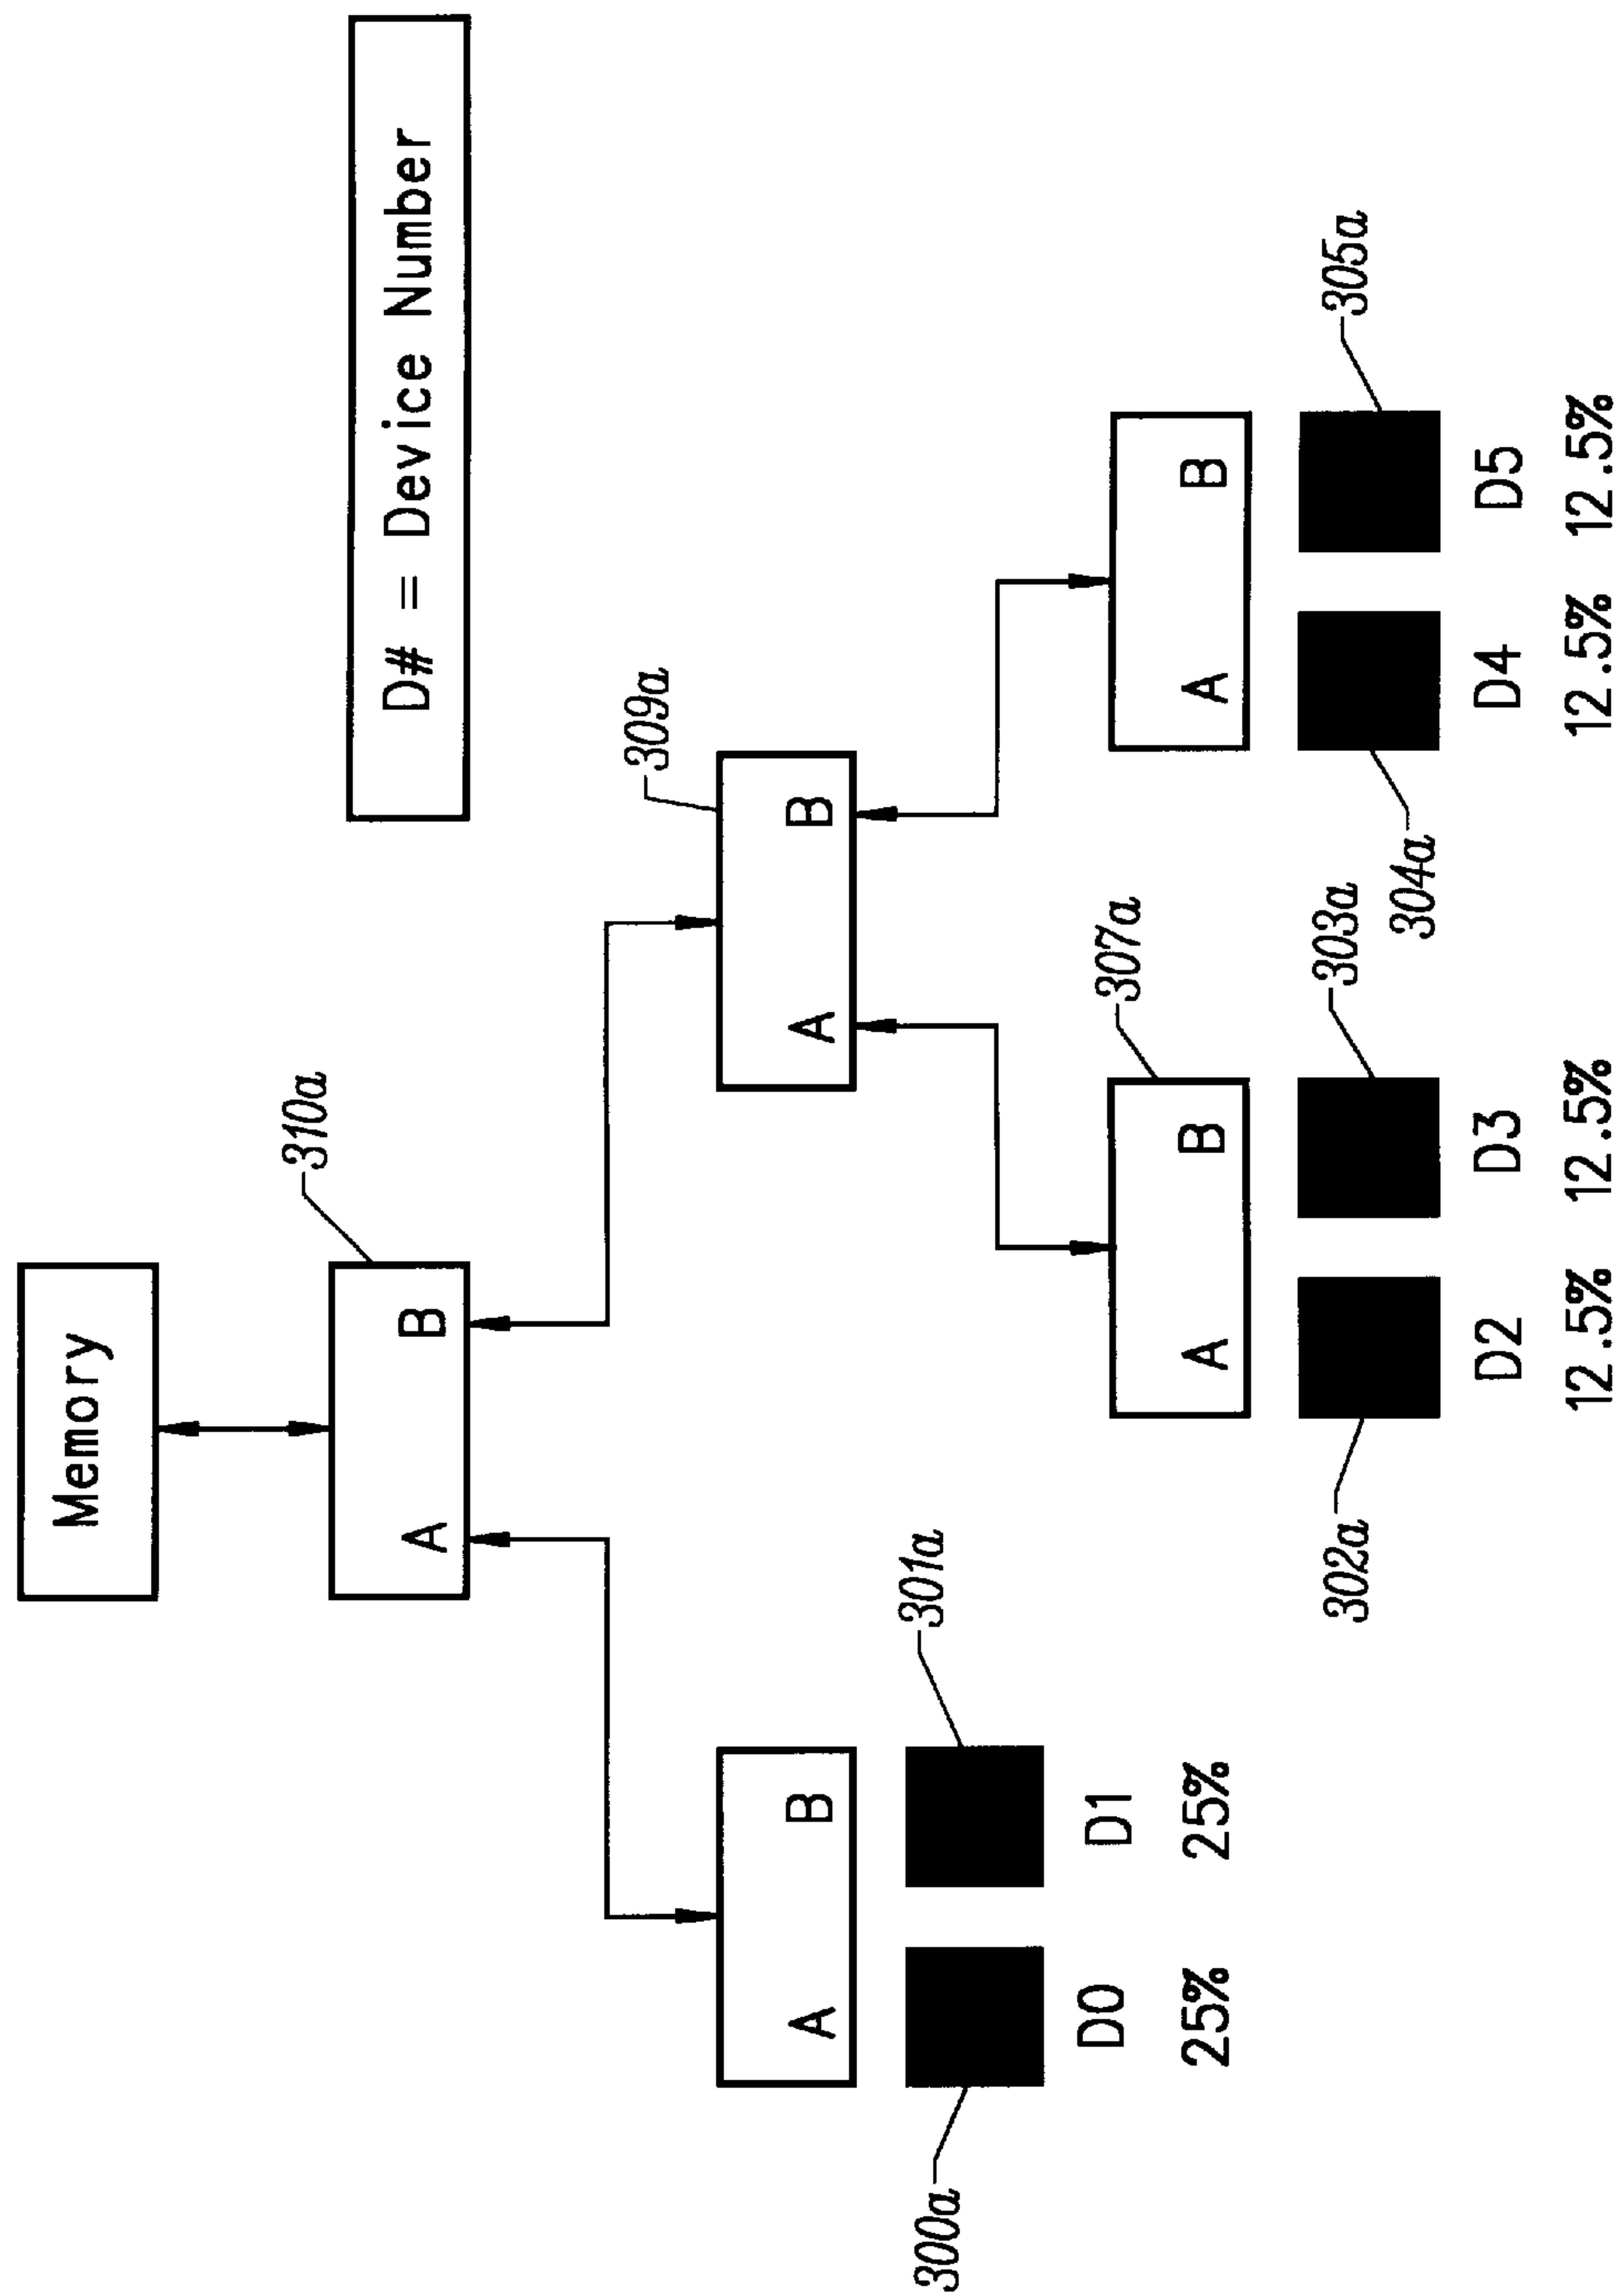 Memory
D# = Device Number
310a
A B
309a
A B
A B
300a
301a
D0 D1
25% 25%
307a
A B
A B
302a
303a
304a
305a
D2 D3 D4 D5
12.5% 12.5% 12.5% 12.5%